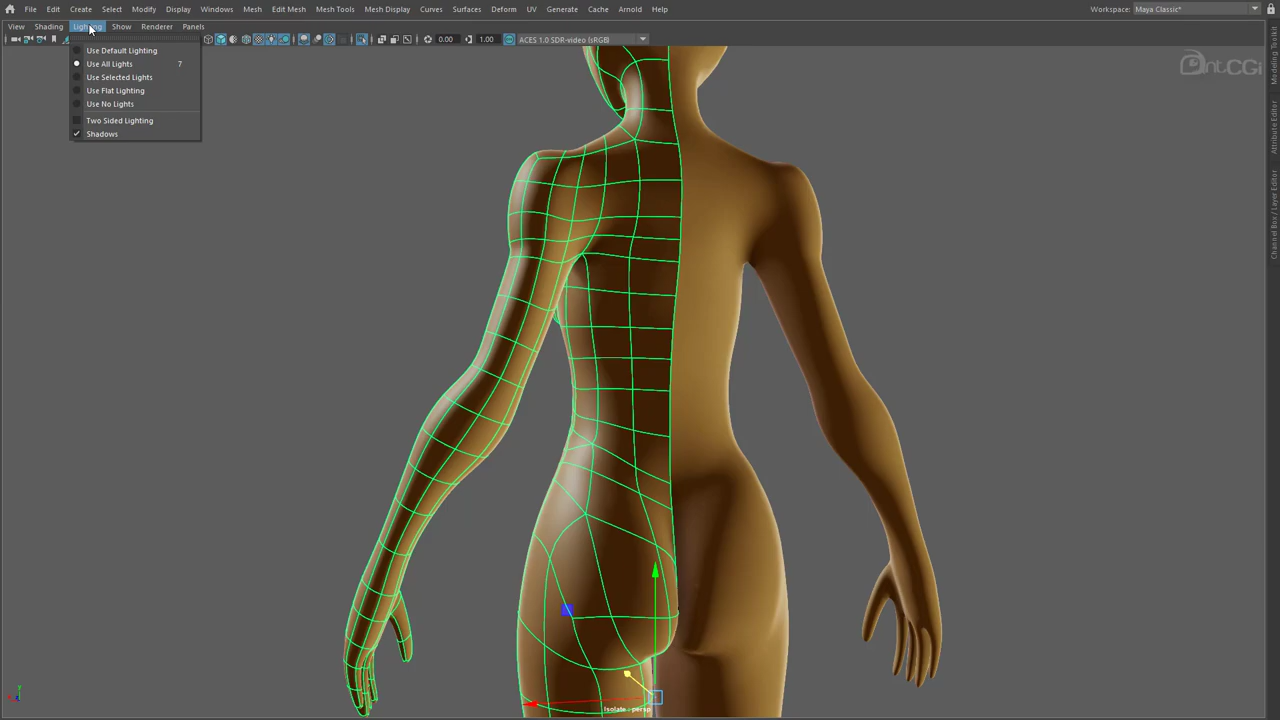 File Edit Create Select Modify Display Windows Mesh Edit Mesh Mesh Tools Mesh Display Curves Surfaces Deform UV Generate Cache Arnold Help
Workspace: Maya Classic*
View Shading Lighting Show Renderer Panels
0.00 1.00 ACES 1.0 SDR-video (sRGB)
Use Default Lighting
Use All Lights 7
Use Selected Lights
Use Flat Lighting
Use No Lights
Two Sided Lighting
Shadows
antCGi
Modeling Toolkit
Attribute Editor
Channel Box / Layer Editor
Isolate : persp